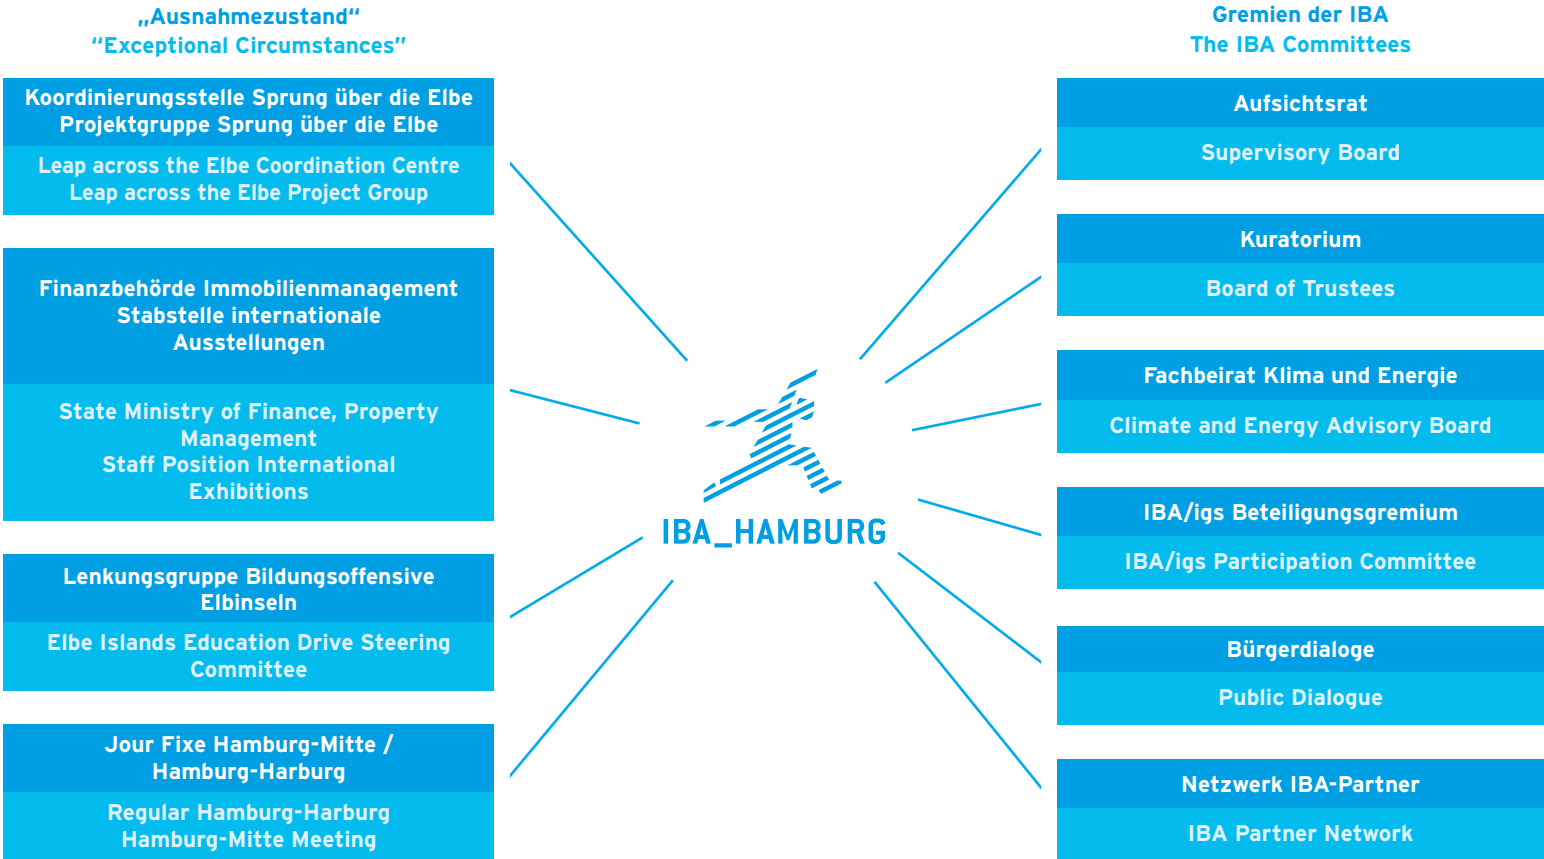 „Ausnahmezustand“
“Exceptional Circumstances”
Koordinierungsstelle Sprung über die Elbe
Projektgruppe Sprung über die Elbe
Leap across the Elbe Coordination Centre
Leap across the Elbe Project Group
Finanzbehörde Immobilienmanagement
Stabstelle internationale
Ausstellungen
State Ministry of Finance, Property
Management
Staff Position International
Exhibitions
Lenkungsgruppe Bildungsoffensive
Elbinseln
Elbe Islands Education Drive Steering
Committee
Jour Fixe Hamburg-Mitte /
Hamburg-Harburg
Regular Hamburg-Harburg
Hamburg-Mitte Meeting
IBA_HAMBURG
Gremien der IBA
The IBA Committees
Aufsichtsrat
Supervisory Board
Kuratorium
Board of Trustees
Fachbeirat Klima und Energie
Climate and Energy Advisory Board
IBA/igs Beteiligungsgremium
IBA/igs Participation Committee
Bürgerdialoge
Public Dialogue
Netzwerk IBA-Partner
IBA Partner Network